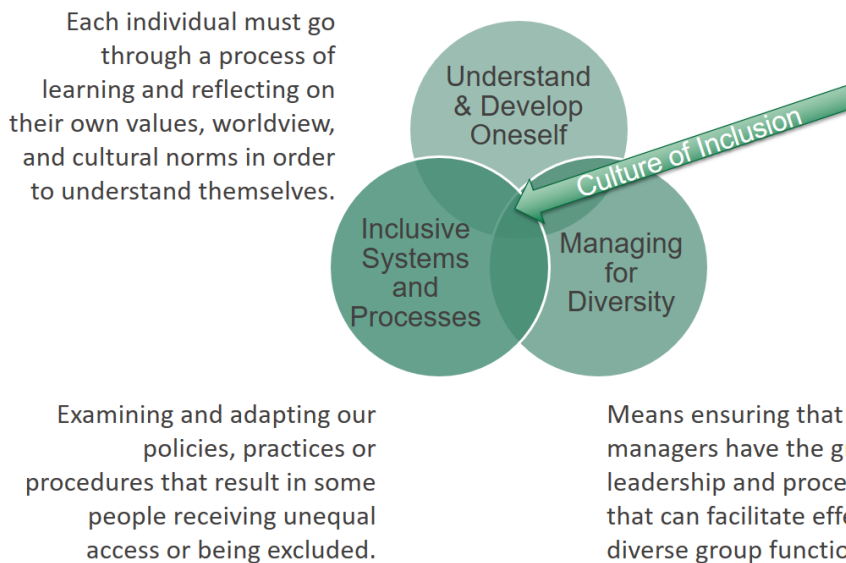 Each individual must go
through a process of
learning and reflecting on
their own values, worldview,
and cultural norms in order
to understand themselves.
Understand
& Develop
Oneself
Culture of Inclusion
Inclusive
Systems
and
Processes
Managing
for
Diversity
Examining and adapting our
policies, practices or
procedures that result in some
people receiving unequal
access or being excluded.
Means ensuring that
managers have the
leadership and
that can facilitate
diverse group